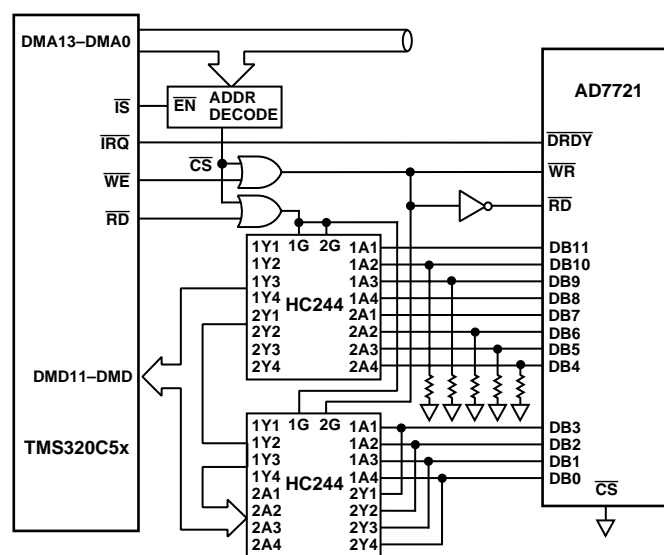 DMA13–DMA0
IS
EN ADDR DECODE
IRQ
CS
WE
RD
DMD11–DMD
TMS320C5x
AD7721
DRDY
WR
RD
DB11
DB10
DB9
DB8
DB7
DB6
DB5
DB4
DB3
DB2
DB1
DB0
CS
1G 2G
1Y1 1A1
1Y2 1A2
1Y3 1A3
1Y4 1A4
2Y1 2A1
2Y2 2A2
2Y3 2A3
2Y4 2A4
HC244
1G 2G
1Y1 1A1
1Y2 1A2
1Y3 1A3
1Y4 1A4
2A1 2Y1
2A2 2Y2
2A3 2Y3
2A4 2Y4
HC244